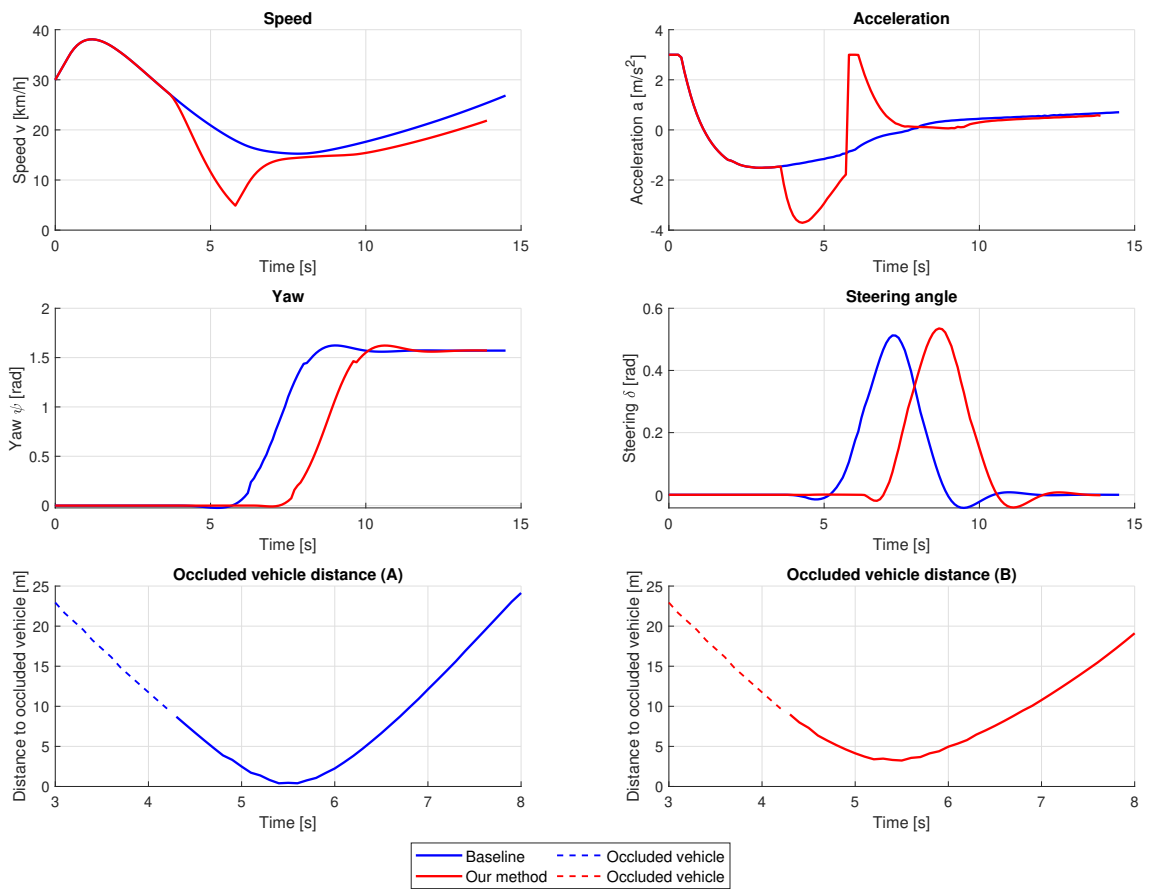 Speed
Speed v [km/h]
40
30
20
10
0
0 5 10 15
Time [s]
Acceleration
Acceleration a [m/s²]
4
2
0
-2
-4
0 5 10 15
Time [s]
Yaw
Yaw ψ [rad]
2
1.5
1
0.5
0
0 5 10 15
Time [s]
Steering angle
Steering δ [rad]
0.6
0.4
0.2
0
0 5 10 15
Time [s]
Occluded vehicle distance (A)
Distance to occluded vehicle [m]
25
20
15
10
5
0
3 4 5 6 7 8
Time [s]
Occluded vehicle distance (B)
Distance to occluded vehicle [m]
25
20
15
10
5
0
3 4 5 6 7 8
Time [s]
Baseline Occluded vehicle
Our method Occluded vehicle